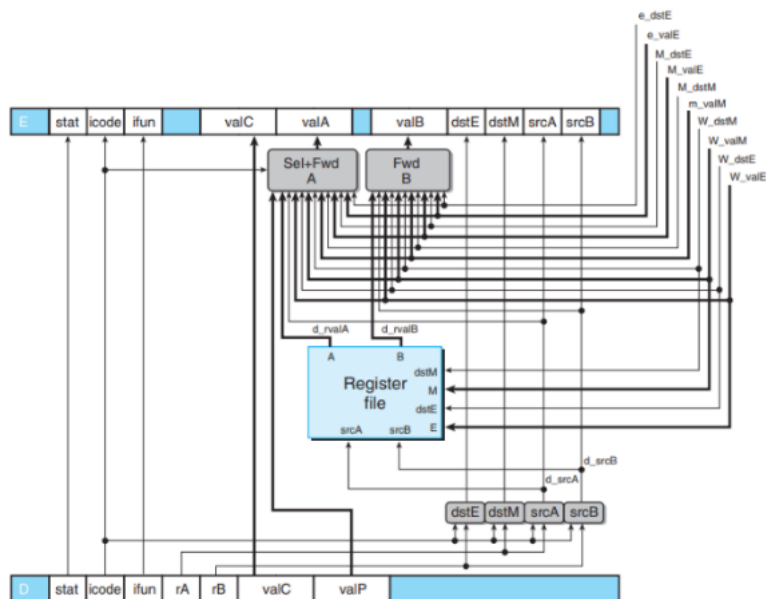 e_dstE
e_valE
M_dstE
M_valE
M_dstM
m_valM
W_dstM
W_valM
W_dstE
W_valE
E stat icode ifun valC valA valB dstE dstM srcA srcB
Sel+Fwd
A
Fwd
B
d_rvalA
d_rvalB
A B
dstM
Register
file
M
dstE
srcA srcB E
d_srcB
d_srcA
dstE dstM srcA srcB
D stat icode ifun rA rB valC valP